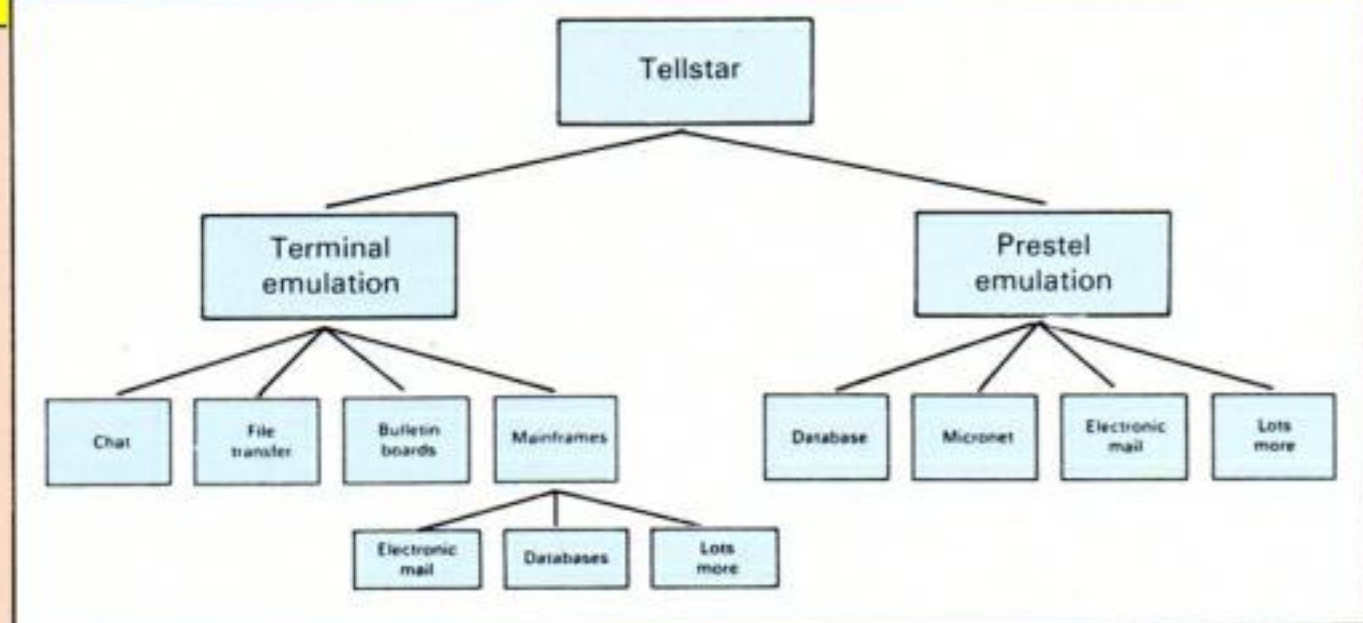 Tellstar
Terminal
emulation
Prestel
emulation
Chat
File
transfer
Bulletin
boards
Mainframes
Database
Micronet
Electronic
mail
Lots
more
Electronic
mail
Databases
Lots
more